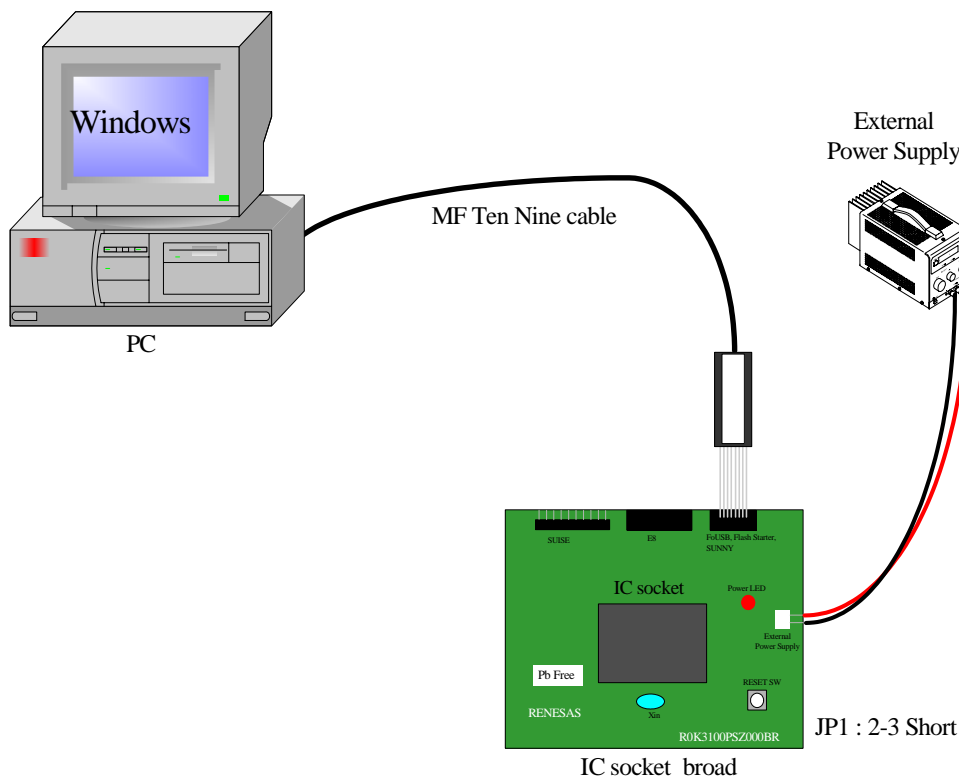 Windows
External
Power Supply
MF Ten Nine cable
PC
SUISE
E8
FoUSB, Flash Starter,
SUNNY
IC socket
Power LED
External
Power Supply
Pb Free
RESET SW
RENESAS
Xin
R0K3100PSZ000BR
JP1 : 2-3 Short
IC socket broad